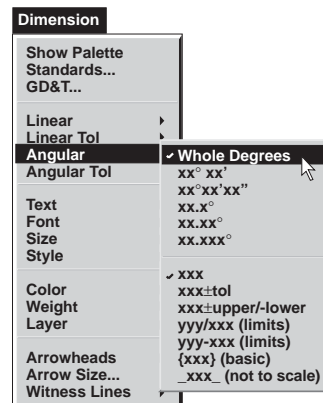 Dimension
Show Palette
Standards...
GD&T...
Linear
Linear Tol
Angular
Angular Tol
Text
Font
Size
Style
Color
Weight
Layer
Arrowheads
Arrow Size...
Witness Lines
✓ Whole Degrees
xx° xx'
xx°xx'xx”
xx.x°
xx.xx°
xx.xxx°
✓ xxx
xxx±tol
xxx±upper/-lower
yyy/xxx (limits)
yyy-xxx (limits)
{xxx} (basic)
_xxx_ (not to scale)